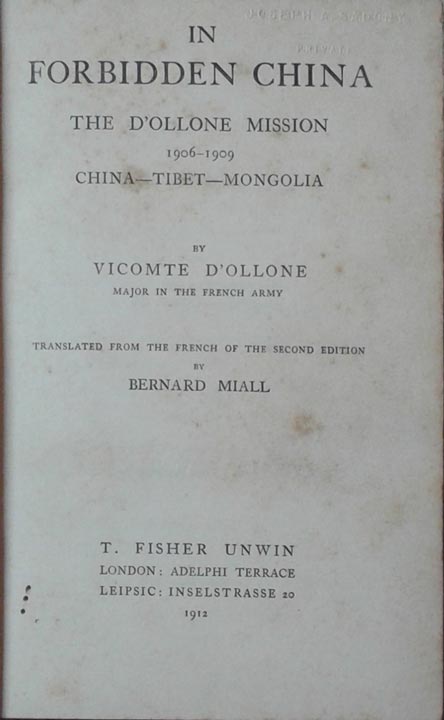 IN
FORBIDDEN CHINA
THE D'OLLONE MISSION
1906-1909
CHINA—TIBET—MONGOLIA
BY
VICOMTE D'OLLONE
MAJOR IN THE FRENCH ARMY
TRANSLATED FROM THE FRENCH OF THE SECOND EDITION
BY
BERNARD MIALL
T. FISHER UNWIN
LONDON: ADELPHI TERRACE
LEIPSIC: INSELSTRASSE 20
1912